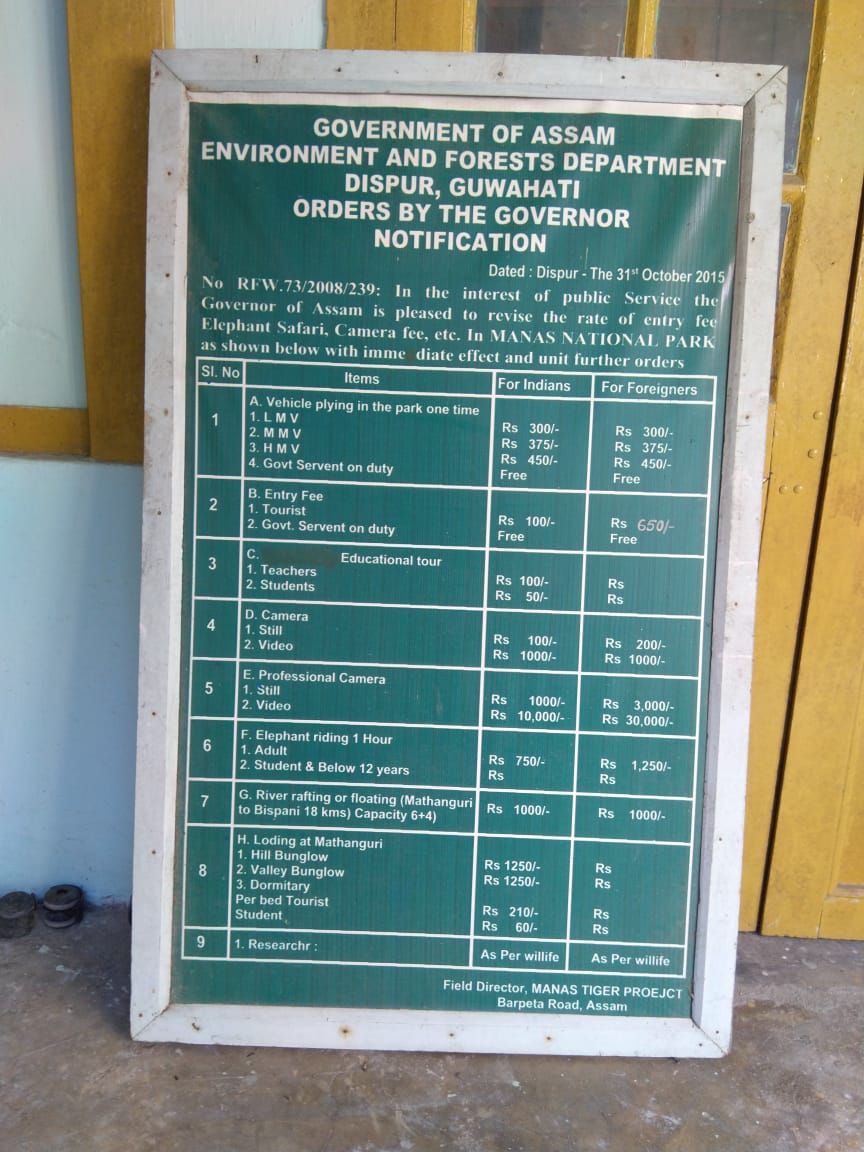 GOVERNMENT OF ASSAM
ENVIRONMENT AND FORESTS DEPARTMENT
DISPUR, GUWAHATI
ORDERS BY THE GOVERNOR
NOTIFICATION
Dated : Dispur - The 31st October 2015
No RFW.73/2008/239: In the interest of public Service the
Governor of Assam is pleased to revise the rate of entry fee
Elephant Safari, Camera fee, etc. In MANAS NATIONAL PARK
as shown below with imme diate effect and unit further orders
Sl. No Items For Indians For Foreigners
1 A. Vehicle plying in the park one time
1. L M V Rs 300/- Rs 300/-
2. M M V Rs 375/- Rs 375/-
3. H M V Rs 450/- Rs 450/-
4. Govt Servent on duty Free Free
2 B. Entry Fee
1. Tourist Rs 100/- Rs 650/-
2. Govt. Servent on duty Free Free
3 C. Educational tour
1. Teachers Rs 100/- Rs
2. Students Rs 50/- Rs
4 D. Camera
1. Still Rs 100/- Rs 200/-
2. Video Rs 1000/- Rs 1000/-
5 E. Professional Camera
1. Still Rs 1000/- Rs 3,000/-
2. Video Rs 10,000/- Rs 30,000/-
6 F. Elephant riding 1 Hour
1. Adult Rs 750/- Rs 1,250/-
2. Student & Below 12 years Rs Rs
7 G. River rafting or floating (Mathanguri
to Bispani 18 kms) Capacity 6+4) Rs 1000/- Rs 1000/-
8 H. Loding at Mathanguri
1. Hill Bunglow Rs 1250/- Rs
2. Valley Bunglow Rs 1250/- Rs
3. Dormitary
Per bed Tourist Rs 210/- Rs
Student Rs 60/- Rs
9 1. Researchr : As Per willife As Per willife
Field Director, MANAS TIGER PROEJCT
Barpeta Road, Assam